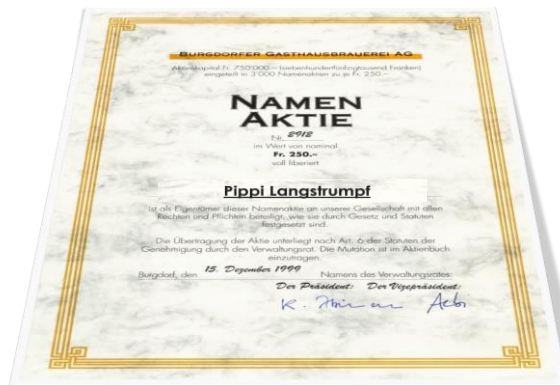 BURGDORFER GASTHAUSBRAUEREI AG
Aktienkapital Fr. 750'000.– (siebenhundertfünfzigtausend Franken)
eingeteilt in 3'000 Namenaktien zu je Fr. 250.–
NAMEN
AKTIE
Nr. 2912
im Wert von nominal
Fr. 250.–
voll liberiert
Pippi Langstrumpf
ist als Eigentümer dieser Namenaktie an unserer Gesellschaft mit allen
Rechten und Pflichten beteiligt, wie sie durch Gesetz und Statuten
festgesetzt sind.
Die Übertragung der Aktie unterliegt nach Art. 6 der Statuten der
Genehmigung durch den Verwaltungsrat. Die Mutation ist im Aktienbuch
einzutragen.
Burgdorf, den 15. Dezember 1999 Namens des Verwaltungsrates:
Der Präsident: Der Vizepräsident: